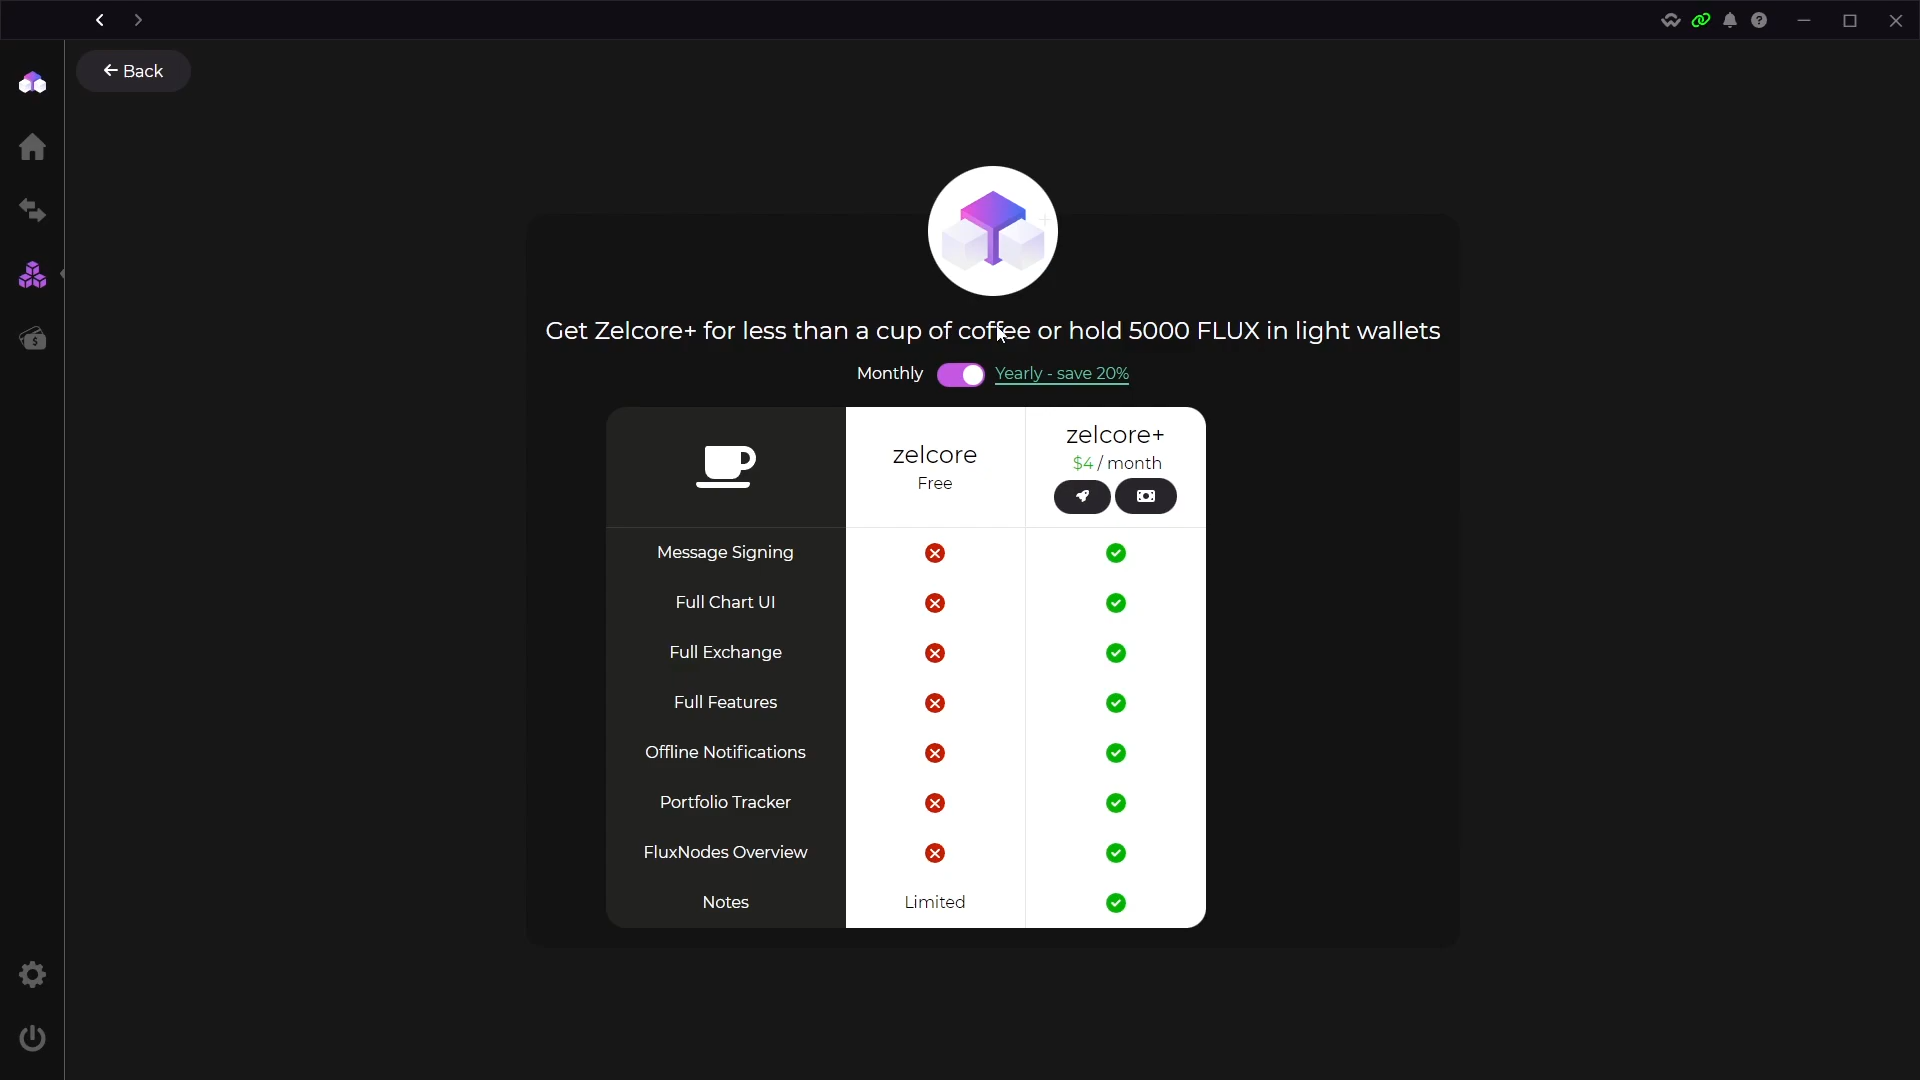 Back
Get Zelcore+ for less than a cup of coffee or hold 5000 FLUX in light wallets
Monthly Yearly - save 20%
zelcore
Free
zelcore+
$4 / month
Message Signing
Full Chart UI
Full Exchange
Full Features
Offline Notifications
Portfolio Tracker
FluxNodes Overview
Notes Limited